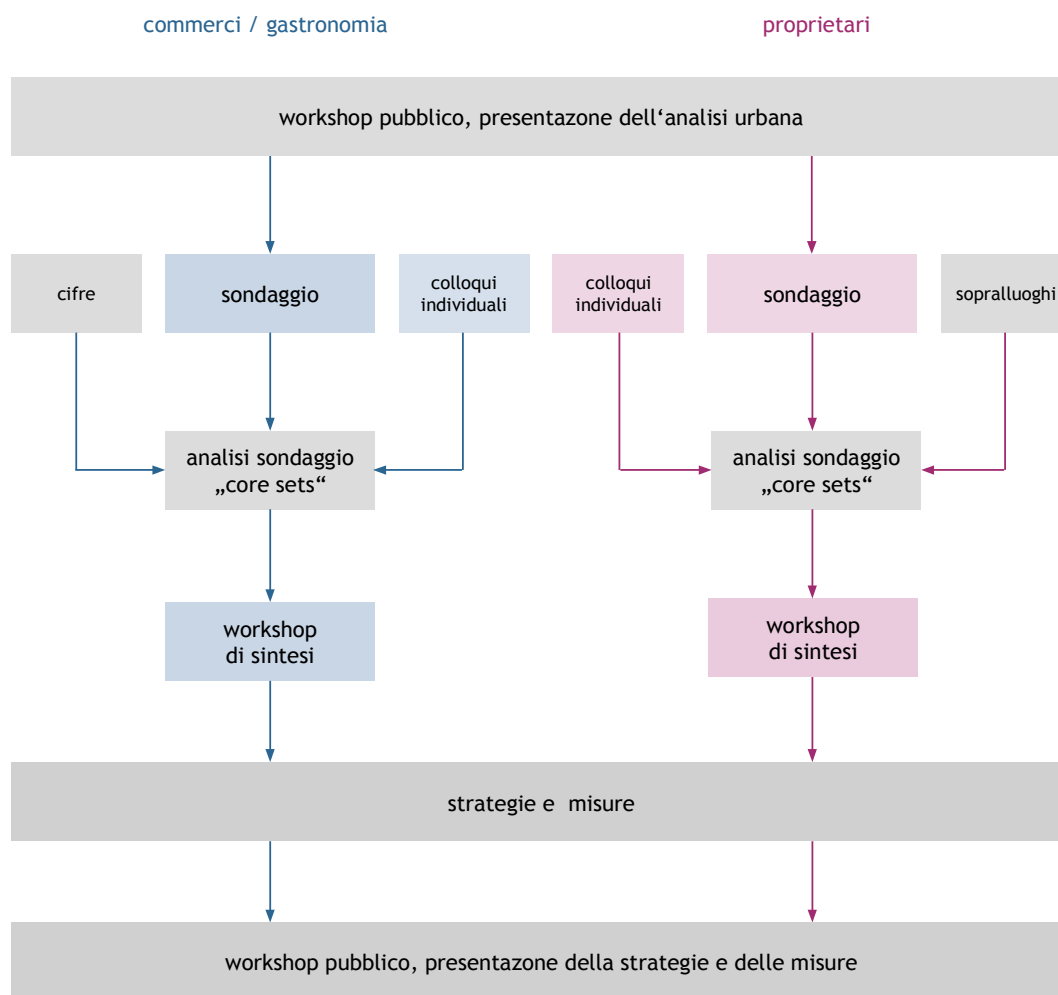 commerci / gastronomia
proprietari
workshop pubblico, presentazone dell‘analisi urbana
cifre
sondaggio
colloqui
individuali
colloqui
individuali
sondaggio
sopralluoghi
analisi sondaggio
„core sets“
analisi sondaggio
„core sets“
workshop
di sintesi
workshop
di sintesi
strategie e  misure
workshop pubblico, presentazone della strategie e delle misure